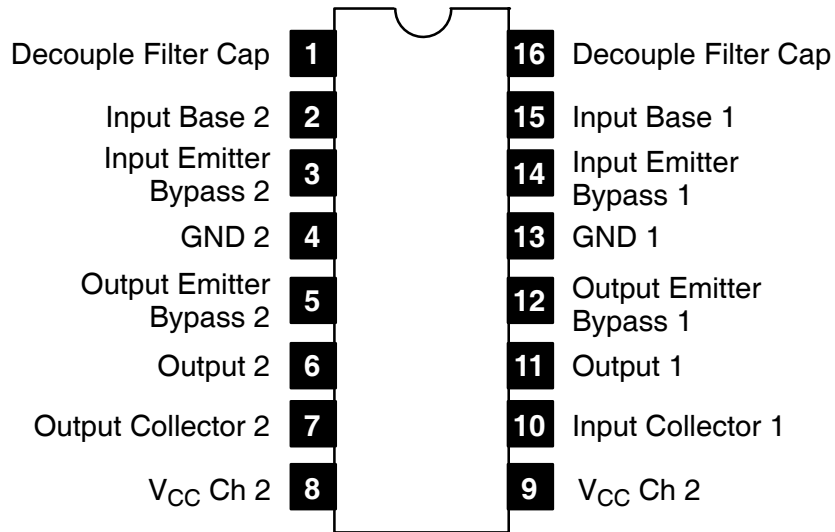 Decouple Filter Cap 1 16 Decouple Filter Cap
Input Base 2 2 15 Input Base 1
Input Emitter
Bypass 2 3 14 Input Emitter
Bypass 1
GND 2 4 13 GND 1
Output Emitter
Bypass 2 5 12 Output Emitter
Bypass 1
Output 2 6 11 Output 1
Output Collector 2 7 10 Input Collector 1
VCC Ch 2 8 9 VCC Ch 2